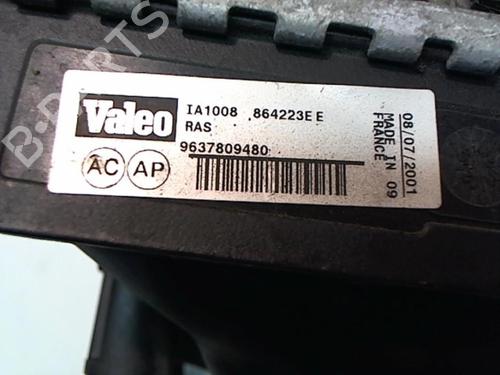 B-PARTS
Valeo
IA1008 864223E E
RAS
9637809480
AC AP
08/07/2001
MADE IN 09
FRANCE